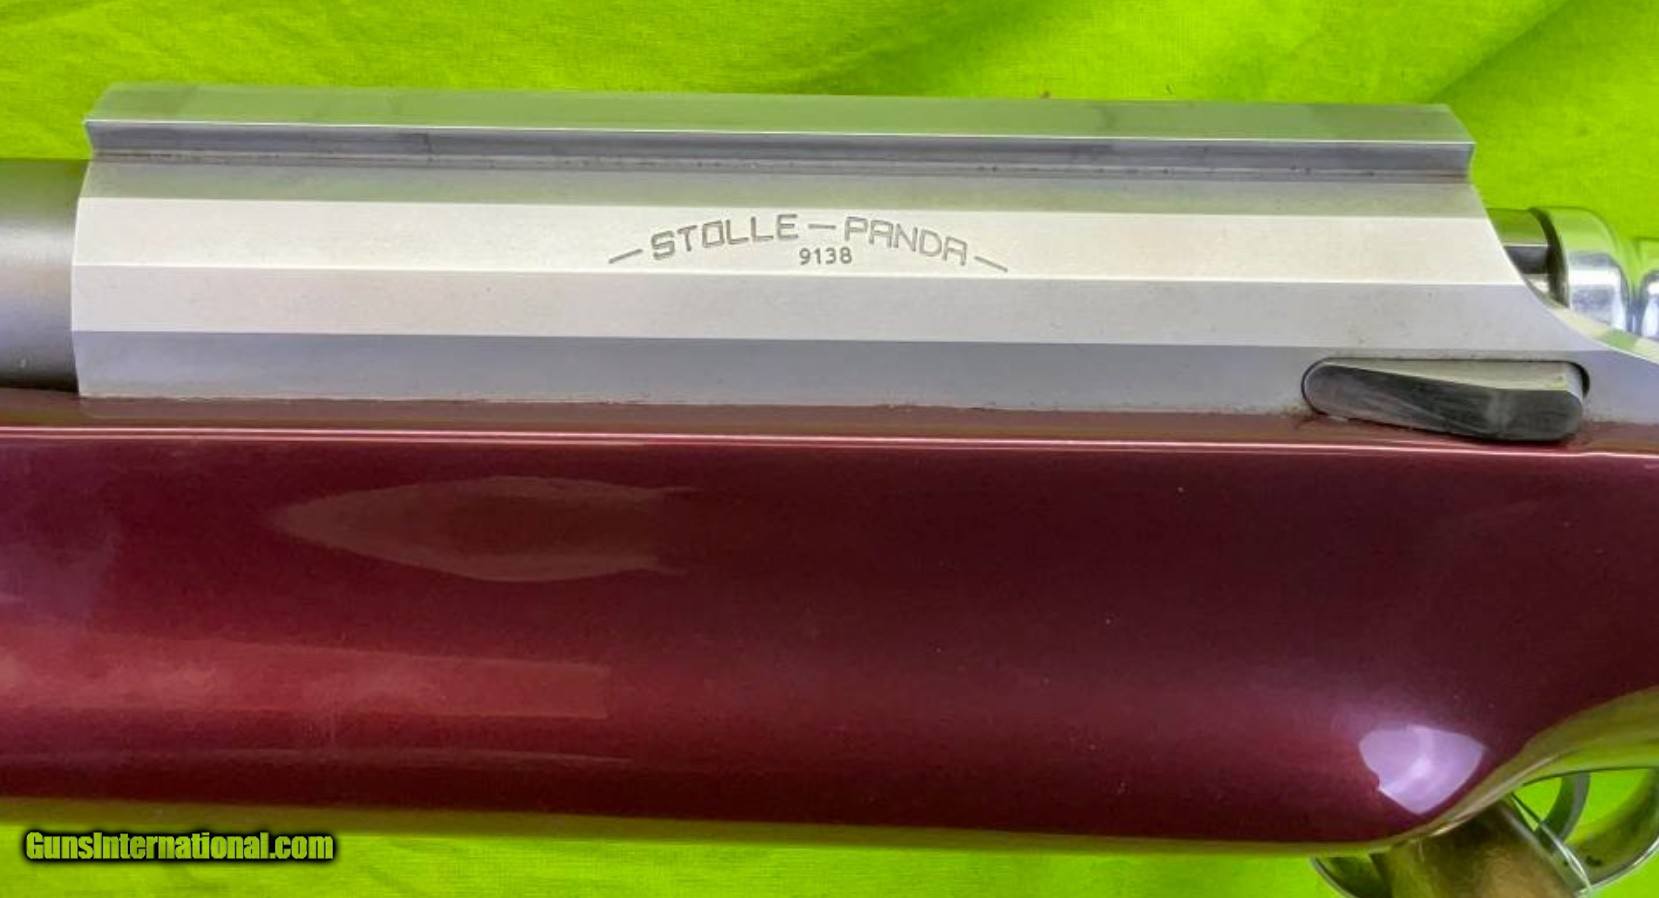 — STOLLE — PANDA —
9138
GunsInternational.com